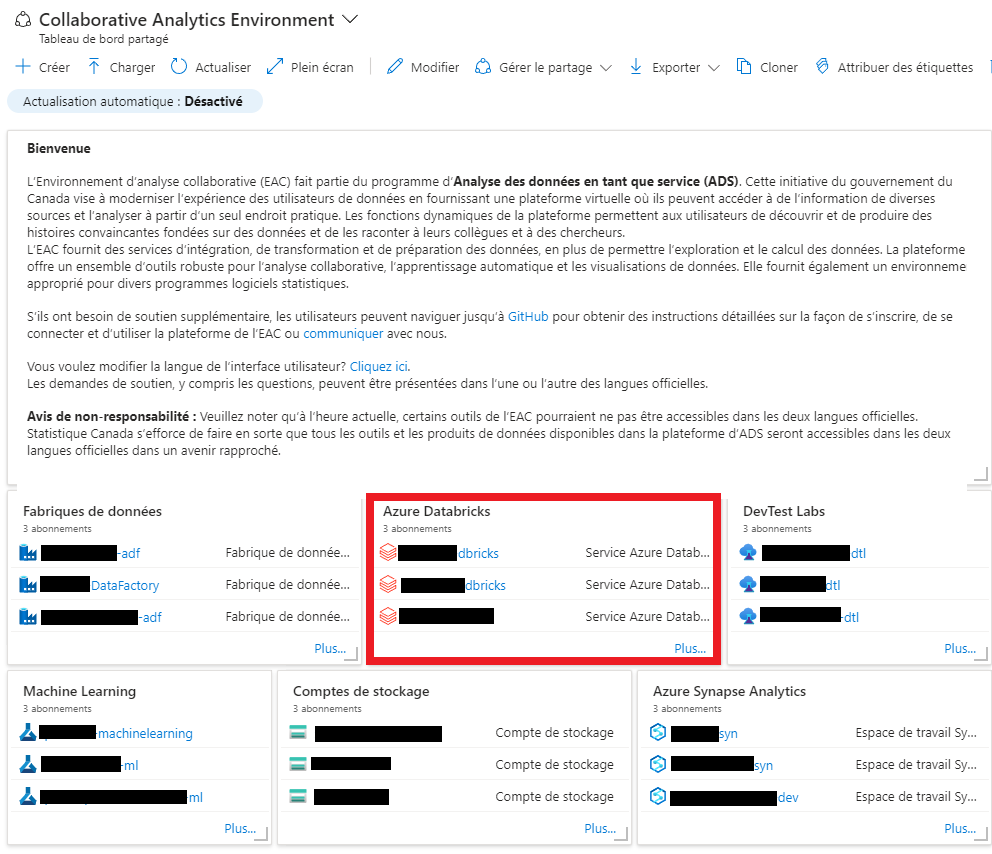 Collaborative Analytics Environment
Tableau de bord partagé
Créer Charger Actualiser Plein écran Modifier Gérer le partage Exporter Cloner Attribuer des étiquettes
Actualisation automatique : Désactivé
Bienvenue
L’Environnement d’analyse collaborative (EAC) fait partie du programme d’Analyse des données en tant que service (ADS). Cette initiative du gouvernement du
Canada vise à moderniser l’expérience des utilisateurs de données en fournissant une plateforme virtuelle où ils peuvent accéder à de l’information de diverses
sources et l’analyser à partir d’un seul endroit pratique. Les fonctions dynamiques de la plateforme permettent aux utilisateurs de découvrir et de produire des
histoires convaincantes fondées sur des données et de les raconter à leurs collègues et à des chercheurs.
L’EAC fournit des services d’intégration, de transformation et de préparation des données, en plus de permettre l’exploration et le calcul des données. La plateforme
offre un ensemble d’outils robuste pour l’analyse collaborative, l’apprentissage automatique et les visualisations de données. Elle fournit également un environneme
approprié pour divers programmes logiciels statistiques.
S’ils ont besoin de soutien supplémentaire, les utilisateurs peuvent naviguer jusqu’à GitHub pour obtenir des instructions détaillées sur la façon de s’inscrire, de se
connecter et d’utiliser la plateforme de l’EAC ou communiquer avec nous.
Vous voulez modifier la langue de l’interface utilisateur? Cliquez ici.
Les demandes de soutien, y compris les questions, peuvent être présentées dans l’une ou l’autre des langues officielles.
Avis de non-responsabilité : Veuillez noter qu’à l’heure actuelle, certains outils de l’EAC pourraient ne pas être accessibles dans les deux langues officielles.
Statistique Canada s’efforce de faire en sorte que tous les outils et les produits de données disponibles dans la plateforme d’ADS seront accessibles dans les deux
langues officielles dans un avenir rapproché.
Fabriques de données
3 abonnements
-adf Fabrique de donnée...
DataFactory Fabrique de donnée...
-adf Fabrique de donnée...
Plus...
Azure Databricks
3 abonnements
dbricks Service Azure Datab...
dbricks Service Azure Datab...
Service Azure Datab...
Plus...
DevTest Labs
3 abonnements
dtl
dtl
-dtl
Plus...
Machine Learning
3 abonnements
-machinelearning
-ml
ml
Plus...
Comptes de stockage
3 abonnements
Compte de stockage
Compte de stockage
Compte de stockage
Plus...
Azure Synapse Analytics
3 abonnements
syn Espace de travail Sy...
syn Espace de travail Sy...
dev Espace de travail Sy...
Plus...